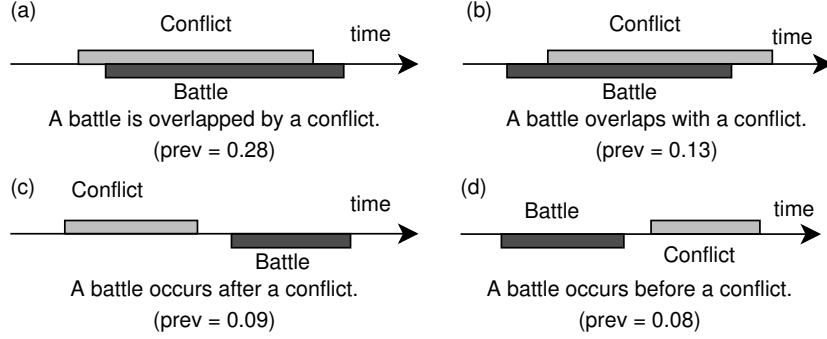 (a)
Conflict
time
Battle
A battle is overlapped by a conflict.
(prev = 0.28)
(b)
Conflict
time
Battle
A battle overlaps with a conflict.
(prev = 0.13)
(c)
Conflict
time
Battle
A battle occurs after a conflict.
(prev = 0.09)
(d)
Battle
time
Conflict
A battle occurs before a conflict.
(prev = 0.08)